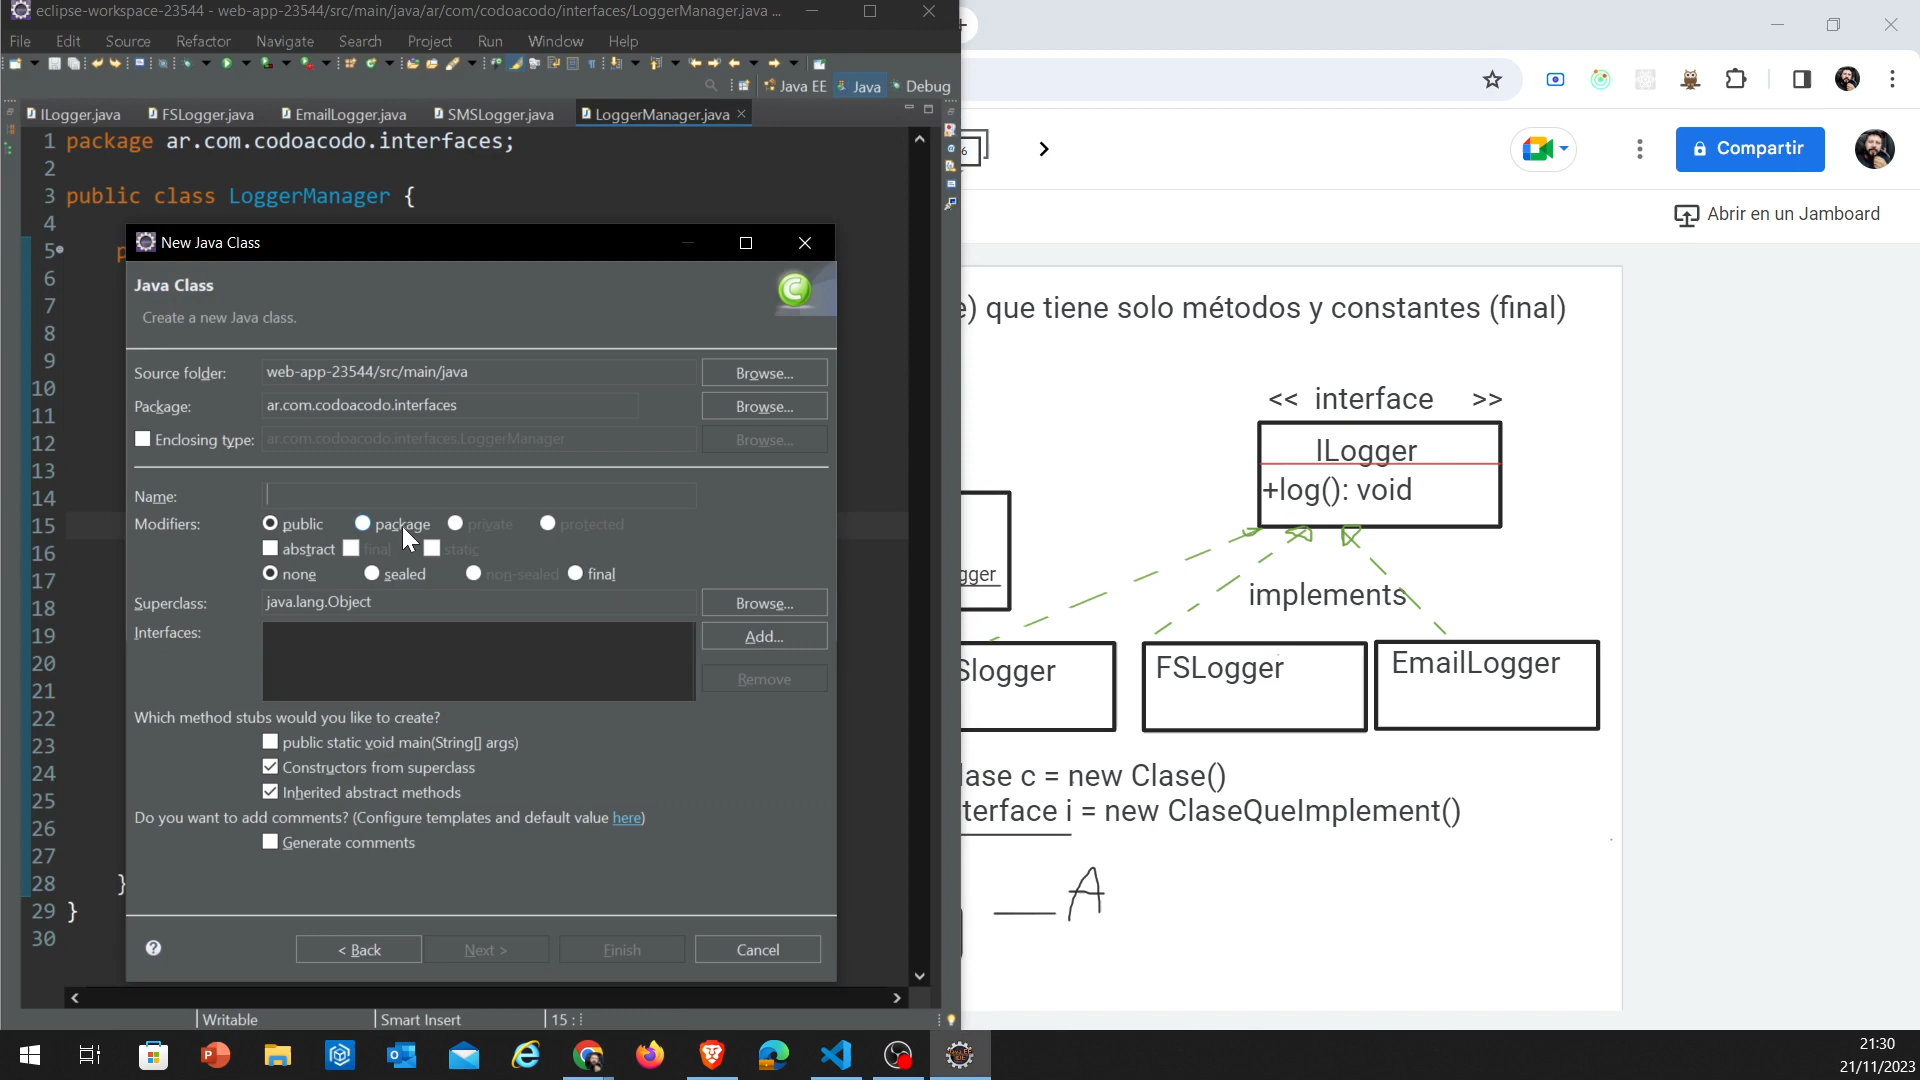 eclipse-workspace-23544 - web-app-23544/src/main/java/ar/com/codoacodo/interfaces/LoggerManager.java ...
File Edit Source Refactor Navigate Search Project Run Window Help
Java EE Java Debug
ILogger.java FSLogger.java EmailLogger.java SMSLogger.java LoggerManager.java
1 package ar.com.codoacodo.interfaces;
2
3 public class LoggerManager {
4
5 p
6
7
8
9
10
11
12
13
14
15
16
17
18
19
20
21
22
23
24
25
26
27
28 }
29 }
30
New Java Class
Java Class
Create a new Java class.
Source folder: web-app-23544/src/main/java Browse...
Package: ar.com.codoacodo.interfaces Browse...
Enclosing type: ar.com.codoacodo.interfaces.LoggerManager Browse...
Name:
Modifiers: public package private protected
abstract final static
none sealed non-sealed final
Superclass: java.lang.Object Browse...
Interfaces: Add...
Remove
Which method stubs would you like to create?
public static void main(String[] args)
Constructors from superclass
Inherited abstract methods
Do you want to add comments? (Configure templates and default value here)
Generate comments
< Back Next > Finish Cancel
Writable Smart Insert 15 :
6
Compartir
Abrir en un Jamboard
e) que tiene solo métodos y constantes (final)
<< interface >>
ILogger
+log(): void
gger
implements
Slogger FSLogger EmailLogger
lase c = new Clase()
terface i = new ClaseQueImplement()
A
21:30
21/11/2023